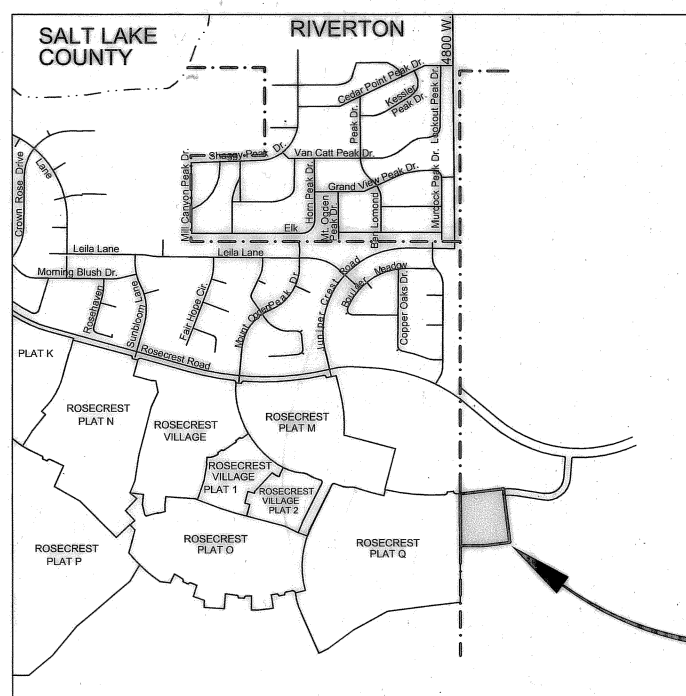 SALT LAKE
COUNTY
RIVERTON
4800 W.
Cedar Point Peak Dr.
Kessler
Peak Dr.
Lookout Peak Dr.
Peak Dr.
Shaggy Peak Dr.
Van Catt Peak Dr.
Grand View Peak Dr.
Crown Rose Drive
Lane
Mill Canyon Peak Dr.
Horn Peak Dr.
Mt. Ogden
Peak Dr.
Ben Lomond
Murdock Peak Dr.
Elk
Leila Lane
Leila Lane
Morning Blush Dr.
Rosehaven
Sunbloom Lane
Fair Hope Cir.
Mount Ogden Peak Dr.
Juniper Crest Road
Boulder Meadow
Copper Oaks Dr.
Rosecrest Road
PLAT K
ROSECREST
PLAT N
ROSECREST
VILLAGE
ROSECREST
PLAT M
ROSECREST
VILLAGE
PLAT 1
ROSECREST
VILLAGE
PLAT 2
ROSECREST
PLAT P
ROSECREST
PLAT O
ROSECREST
PLAT Q